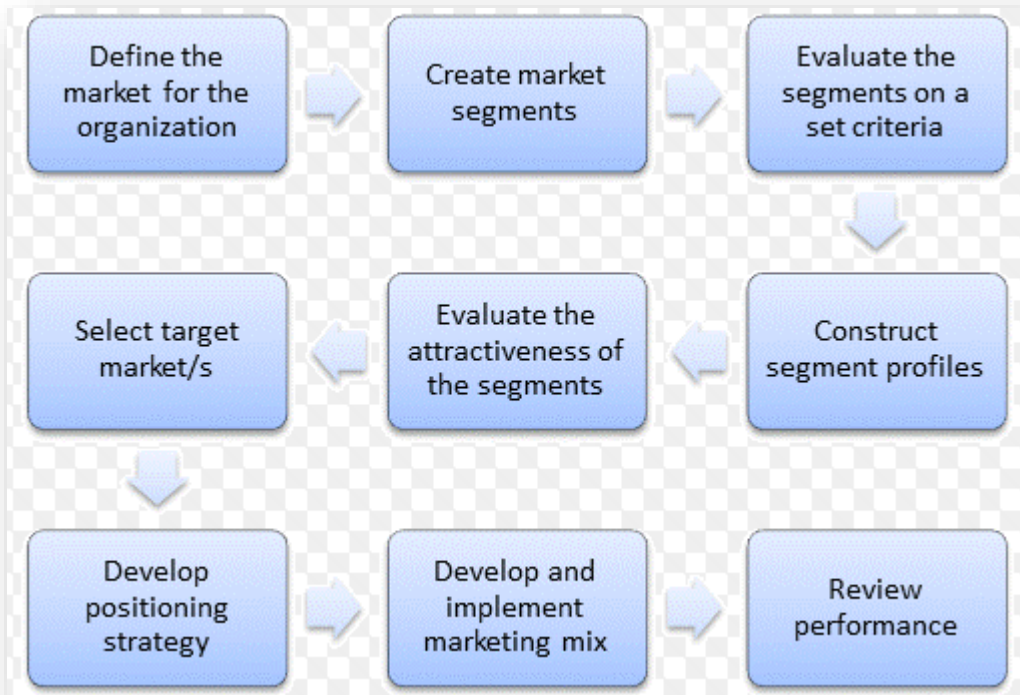 Define the
market for the
organization
Create market
segments
Evaluate the
segments on a
set criteria
Construct
segment profiles
Evaluate the
attractiveness of
the segments
Select target
market/s
Develop
positioning
strategy
Develop and
implement
marketing mix
Review
performance